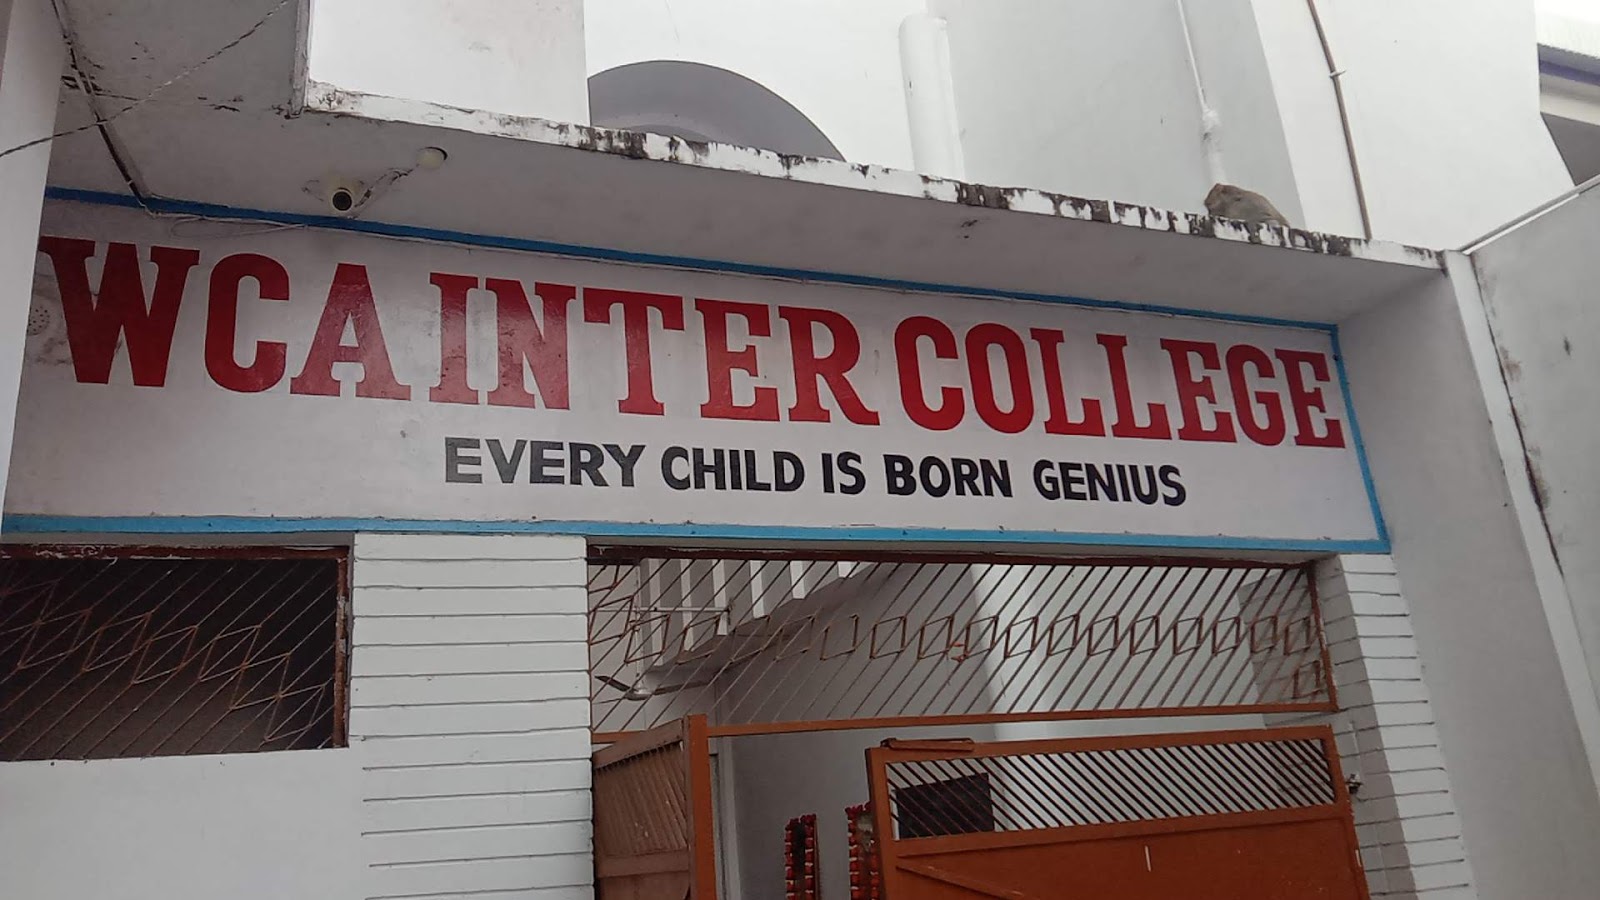 WCA INTER COLLEGE
EVERY CHILD IS BORN GENIUS